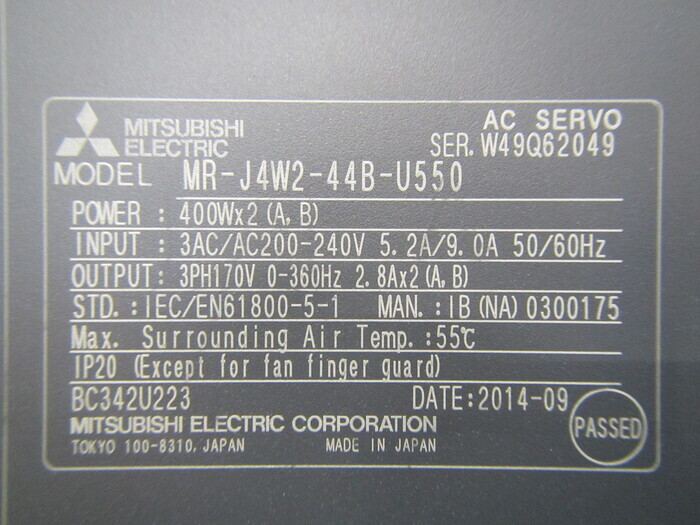 MITSUBISHI
ELECTRIC
AC SERVO
SER. W49Q62049
MODEL MR-J4W2-44B-U550
POWER : 400Wx2 (A, B)
INPUT : 3AC/AC200-240V 5.2A/9.0A 50/60Hz
OUTPUT: 3PH170V 0-360Hz 2.8Ax2 (A, B)
STD. : IEC/EN61800-5-1 MAN. : IB (NA) 0300175
Max. Surrounding Air Temp. :55℃
IP20 (Except for fan finger guard)
BC342U223 DATE:2014-09
MITSUBISHI ELECTRIC CORPORATION
TOKYO 100-8310, JAPAN MADE IN JAPAN
PASSED